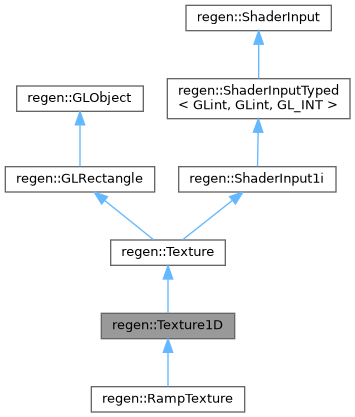 regen::ShaderInput
regen::GLObject
regen::ShaderInputTyped
< GLint, GLint, GL_INT >
regen::GLRectangle
regen::ShaderInput1i
regen::Texture
regen::Texture1D
regen::RampTexture